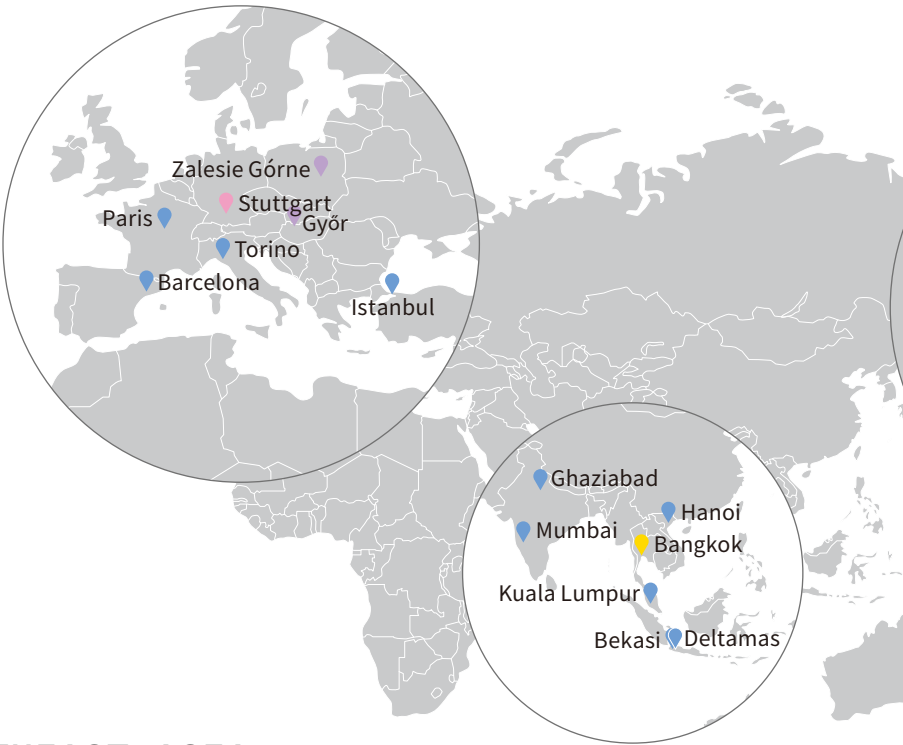 Zalesie Górne
Stuttgart
Paris
Győr
Torino
Barcelona
Istanbul
Ghaziabad
Hanoi
Mumbai
Bangkok
Kuala Lumpur
Bekasi
Deltamas